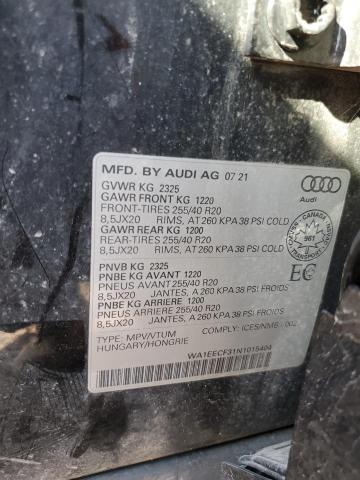 MFD. BY AUDI AG 07 21
GVWR KG 2325
GAWR FRONT KG 1220
FRONT-TIRES 255/40 R20
8,5JX20 RIMS, AT 260 KPA 38 PSI COLD
GAWR REAR KG 1200
REAR-TIRES 255/40 R20
8,5JX20 RIMS, AT 260 KPA 38 PSI COLD
PNVB KG 2325
PNBE KG AVANT 1220
PNEUS AVANT 255/40 R20
8,5JX20 JANTES, A 260 KPA 38 PSI FROIDS
PNBE KG ARRIERE 1200
PNEUS ARRIERE 255/40 R20
8,5JX20 JANTES, A 260 KPA 38 PSI FROIDS
TYPE: MPV/VTUM COMPLY: ICES/NMB - 002
HUNGARY/HONGRIE
WA1EECF31N1015404
Audi
CANADA
961
EC